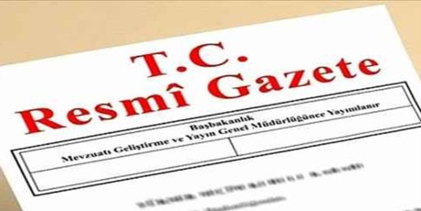 T.C.
Resmî Gazete
Başbakanlık
Mevzuatı Geliştirme ve Yayın Genel Müdürlüğünce Yayımlanır